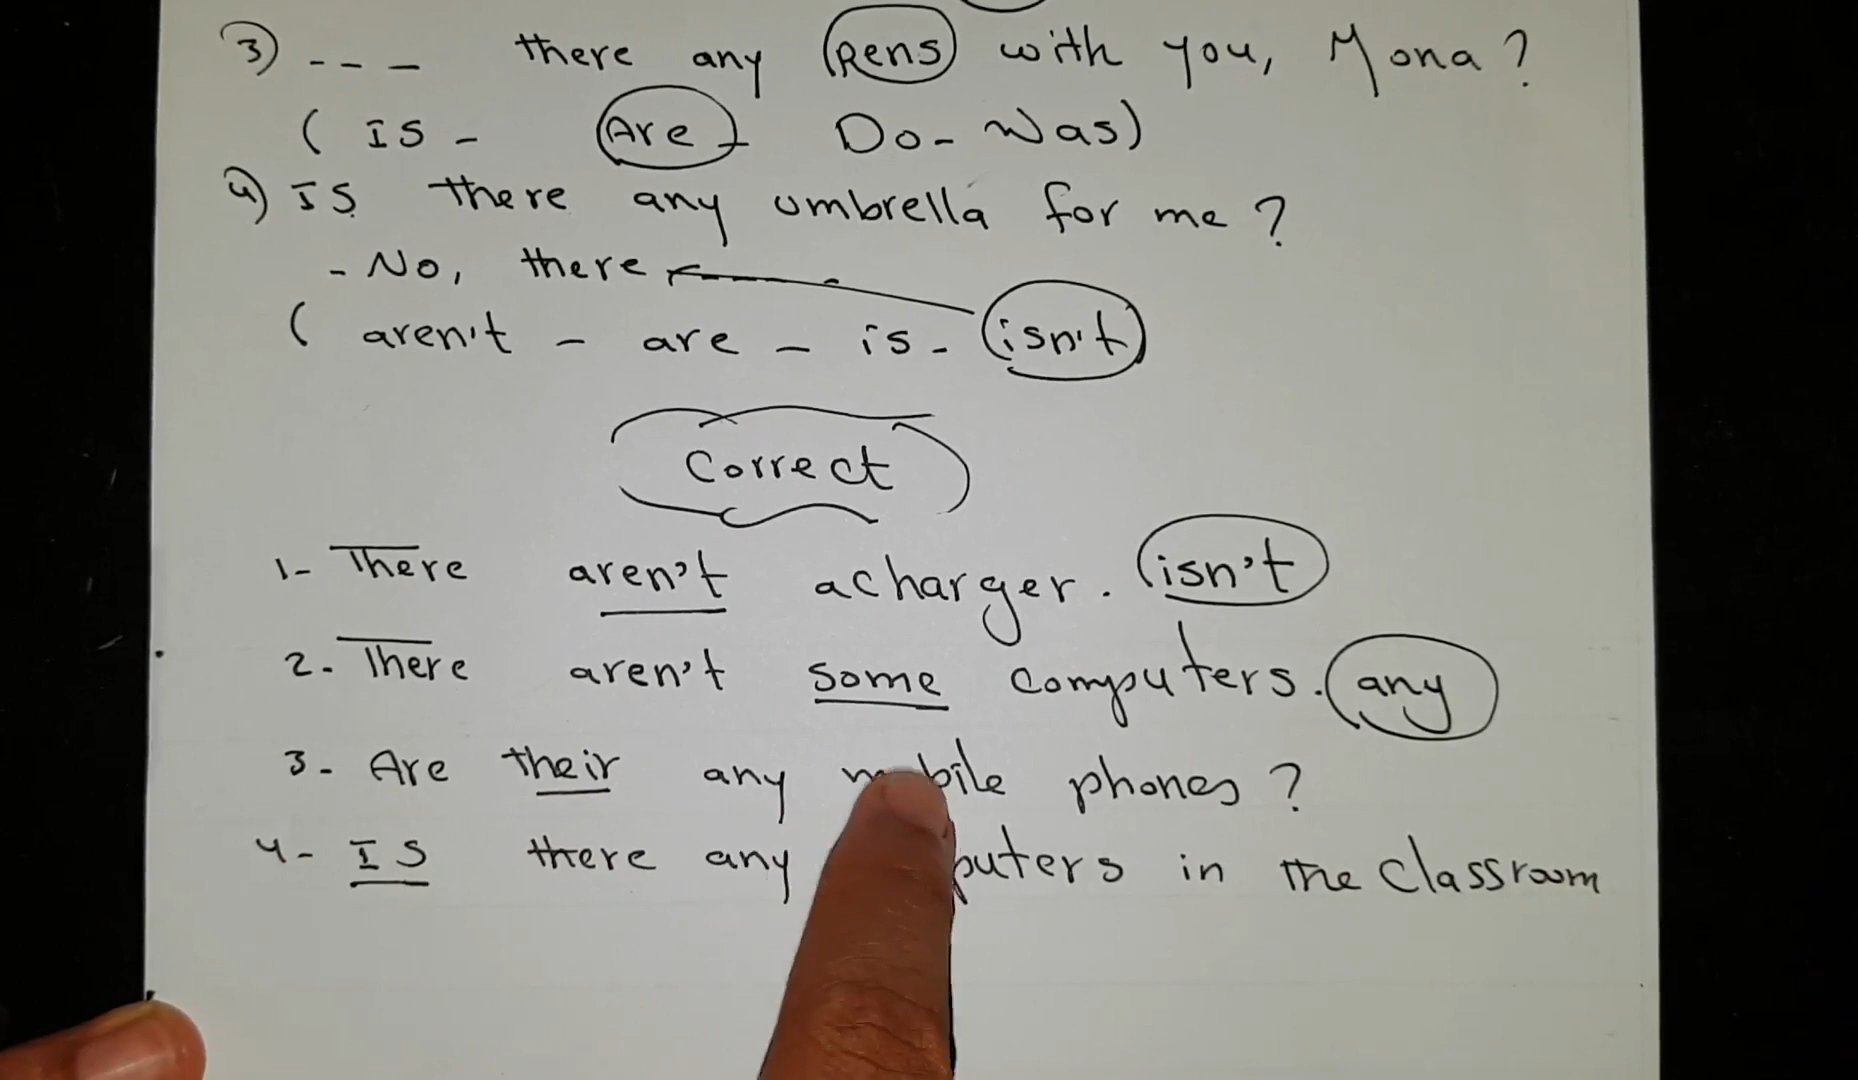 3) --- there any pens with you, Mona?
( Is - Are - Do - Was)
4) Is there any umbrella for me?
- No, there
( aren't - are - is - isn't )
Correct
1- There aren't a charger. isn't
2- There aren't some computers. any
3- Are their any mobile phones?
4- Is there any in the classroom